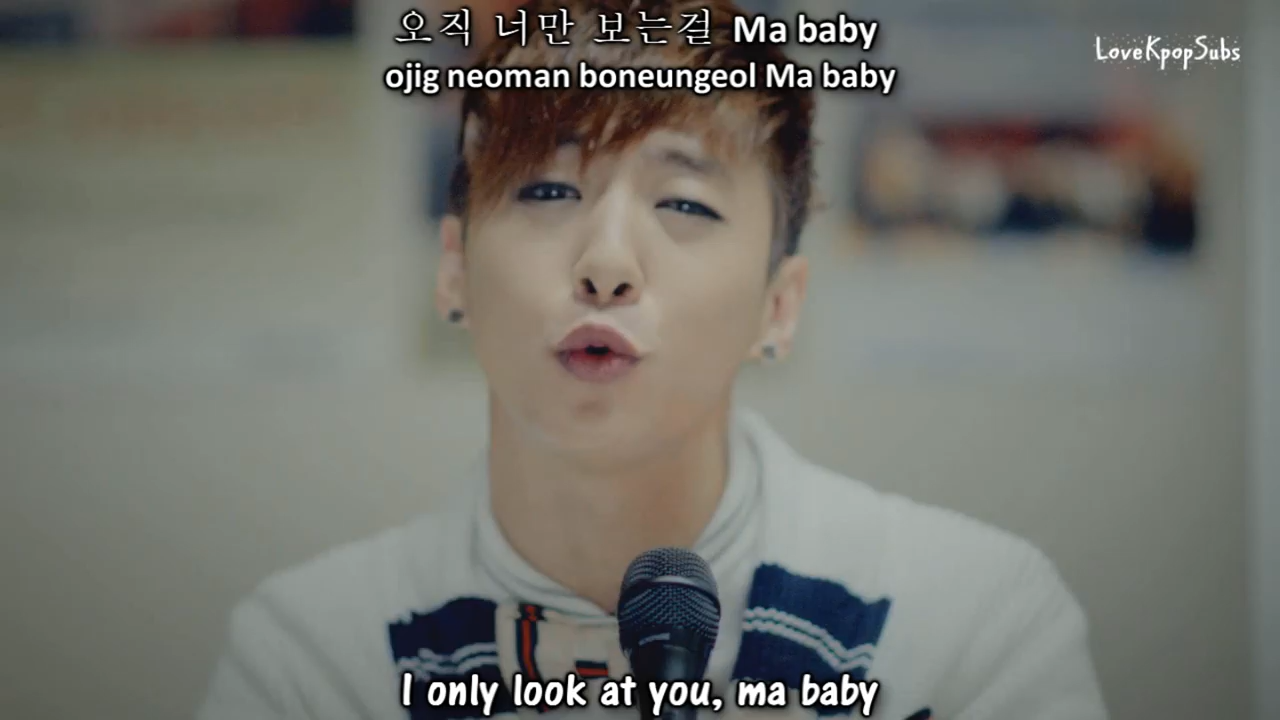 오직 너만 보는걸 Ma baby
LoveKpopSubs
ojig neoman boneungeol Ma baby
I only look at you, ma baby